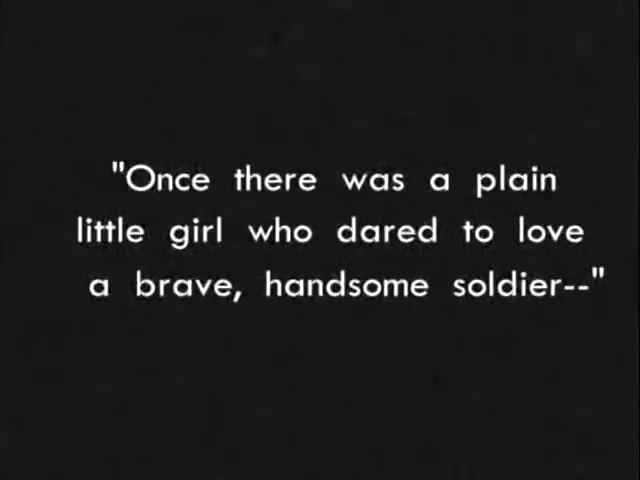 "Once there was a plain
little girl who dared to love
a brave, handsome soldier--"